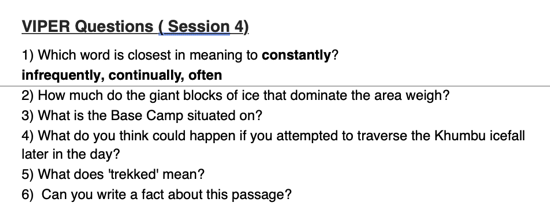 VIPER Questions ( Session 4)
1) Which word is closest in meaning to constantly?
infrequently, continually, often
2) How much do the giant blocks of ice that dominate the area weigh?
3) What is the Base Camp situated on?
4) What do you think could happen if you attempted to traverse the Khumbu icefall
later in the day?
5) What does 'trekked' mean?
6)  Can you write a fact about this passage?